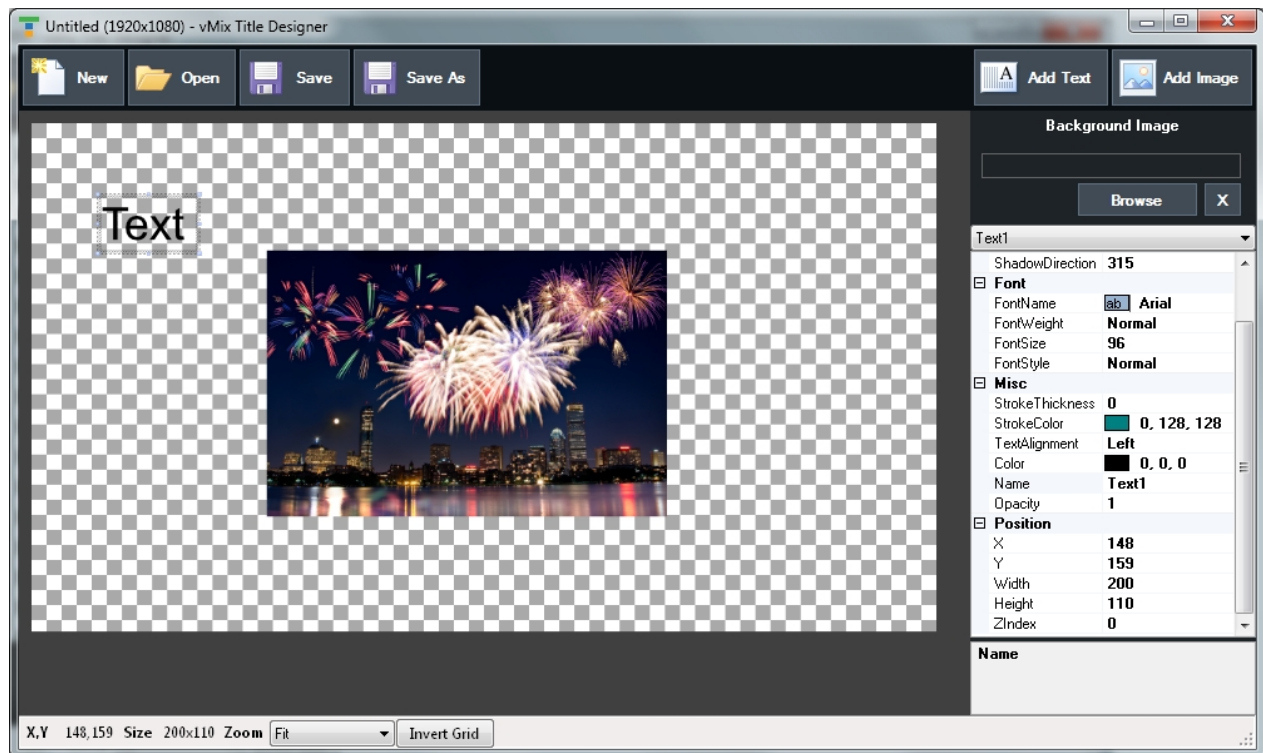 Untitled (1920x1080) - vMix Title Designer
New Open Save Save As Add Text Add Image
Background Image
Browse X
Text
Text1
ShadowDirection 315
Font
FontName ab Arial
FontWeight Normal
FontSize 96
FontStyle Normal
Misc
StrokeThickness 0
StrokeColor 0, 128, 128
TextAlignment Left
Color 0, 0, 0
Name Text1
Opacity 1
Position
X 148
Y 159
Width 200
Height 110
ZIndex 0
Name
X,Y 148,159 Size 200x110 Zoom Fit Invert Grid